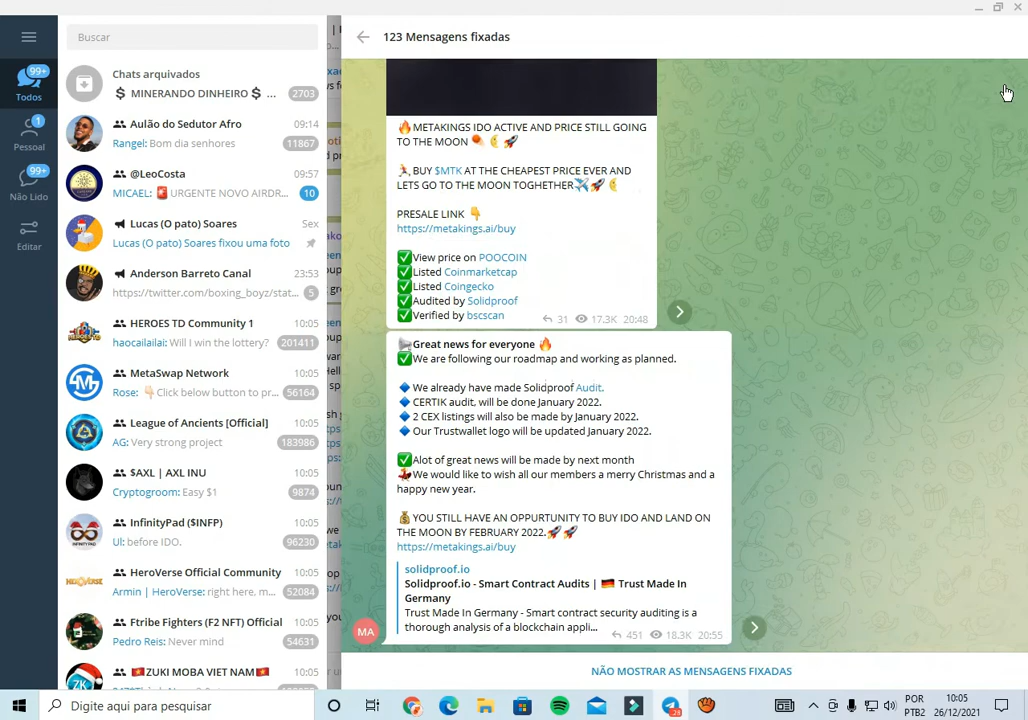 Buscar
123 Mensagens fixadas
99+
Todos
1
Pessoal
99+
Não Lido
Editar
Chats arquivados
$ MINERANDO DINHEIRO $ ...
2703
Aulão do Sedutor Afro
09:14
Rangel: Bom dia senhores
11867
@LeoCosta
09:57
MICAEL: 🚨 URGENTE NOVO AIRDR...
10
Lucas (O pato) Soares
Sex
Lucas (O pato) Soares fixou uma foto
Anderson Barreto Canal
23:53
https://twitter.com/boxing_boyz/stat...
5
HEROES TD Community 1
10:05
haocailailai: Will I win the lottery?
201411
MetaSwap Network
10:05
Rose: 👇🏻Click below button to pr...
56164
League of Ancients [Official]
10:05
AG: Very strong project
183986
$AXL | AXL INU
10:05
Cryptogroom: Easy $1
9874
InfinityPad ($INFP)
10:05
UI: before IDO.
96230
HEROVERSE
HeroVerse Official Community
10:05
Armin | HeroVerse: right here, m...
52084
Ftribe Fighters (F2 NFT) Official
10:05
Pedro Reis: Never mind
54631
🇻🇳ZUKI MOBA VIET NAM🇻🇳
10:05
🔥METAKINGS IDO ACTIVE AND PRICE STILL GOING
TO THE MOON ☄️🌜🚀
🏃BUY $MTK AT THE CHEAPEST PRICE EVER AND
LETS GO TO THE MOON TOGHETHER✈️🚀🌜
PRESALE LINK 👇
https://metakings.ai/buy
✅View price on POOCOIN
✅Listed Coinmarketcap
✅Listed Coingecko
✅Audited by Solidproof
✅Verified by bscscan
31
17.3K
20:48
📢Great news for everyone 🔥
✅We are following our roadmap and working as planned.
🔷We already have made Solidproof Audit.
🔷CERTIK audit, will be done January 2022.
🔷2 CEX listings will also be made by January 2022.
🔷Our Trustwallet logo will be updated January 2022.
✅Alot of great news will be made by next month
💃We would like to wish all our members a merry Christmas and a
happy new year.
💰YOU STILL HAVE AN OPPURTUNITY TO BUY IDO AND LAND ON
THE MOON BY FEBRUARY 2022.🚀🚀
https://metakings.ai/buy
solidproof.io
Solidproof.io - Smart Contract Audits | 🇩🇪 Trust Made In
Germany
Trust Made In Germany - Smart contract security auditing is a
thorough analysis of a blockchain appli...
451
18.3K
20:55
MA
NÃO MOSTRAR AS MENSAGENS FIXADAS
Digite aqui para pesquisar
28
POR
PTB2
10:05
26/12/2021